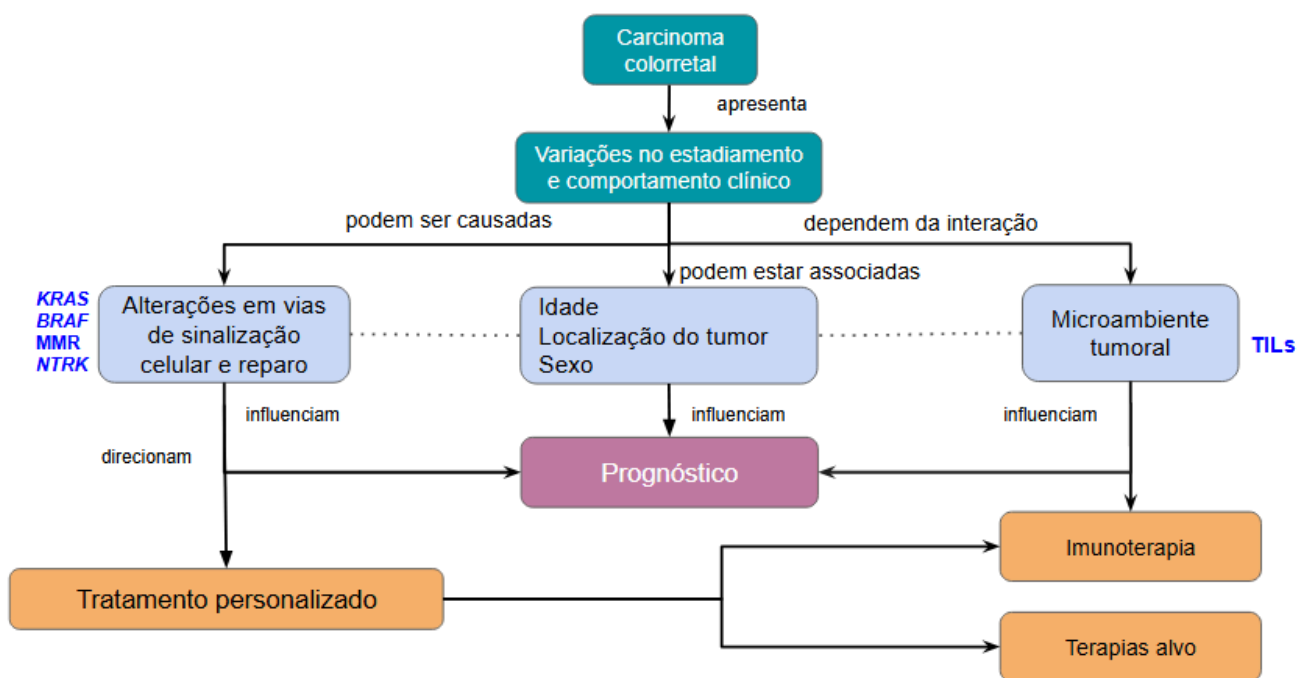 Carcinoma
colorretal
apresenta
Variações no estadiamento
e comportamento clínico
podem ser causadas
dependem da interação
podem estar associadas
KRAS
BRAF
MMR
NTRK
Alterações em vias
de sinalização
celular e reparo
Idade
Localização do tumor
Sexo
Microambiente
tumoral
TILs
influenciam
influenciam
influenciam
direcionam
Prognóstico
Imunoterapia
Tratamento personalizado
Terapias alvo